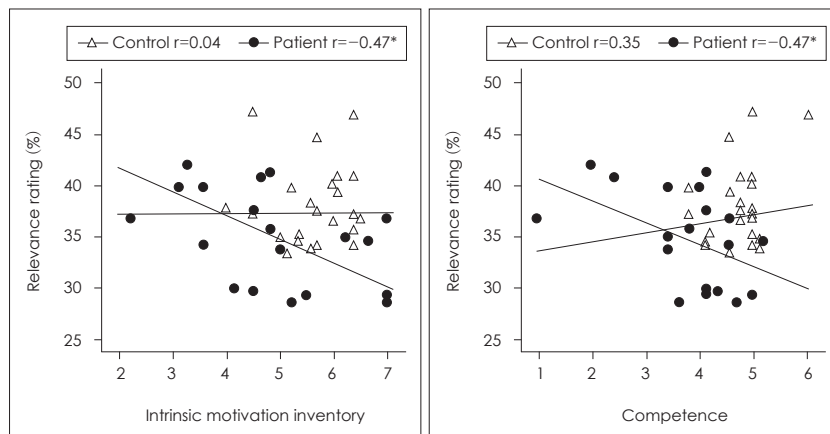 Control r=0.04 Patient r=−0.47*
50
45
40
35
30
25
Relevance rating (%)
2 3 4 5 6 7
Intrinsic motivation inventory
Control r=0.35 Patient r=−0.47*
50
45
40
35
30
25
Relevance rating (%)
1 2 3 4 5 6
Competence